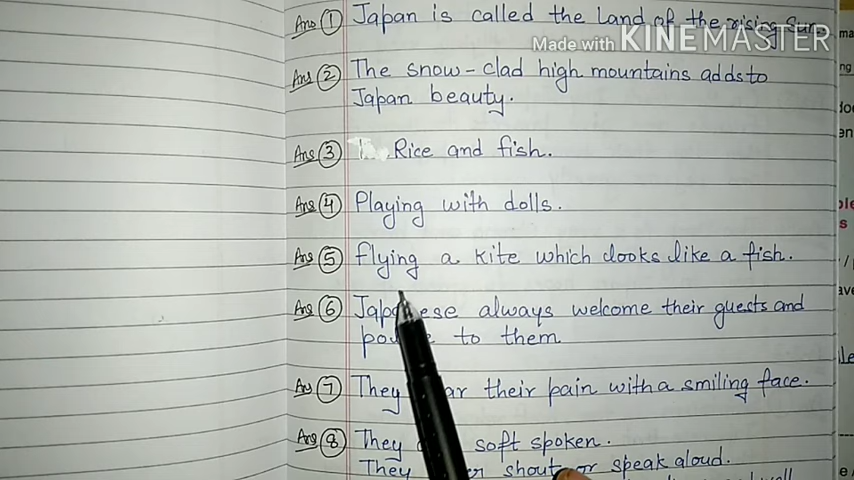 Ans 1 Japan is called the Land of the rising Sun.
Made with KINEMASTER
Ans 2 The snow-clad high mountains adds to
Japan beauty.
Ans 3 Rice and fish.
Ans 4 Playing with dolls.
Ans 5 Flying a kite which looks like a fish.
Ans 6 always welcome their guests and
to them
Ans 7 They their pain with a smiling face.
Ans 8 They soft spoken.
They shout or speak aloud.